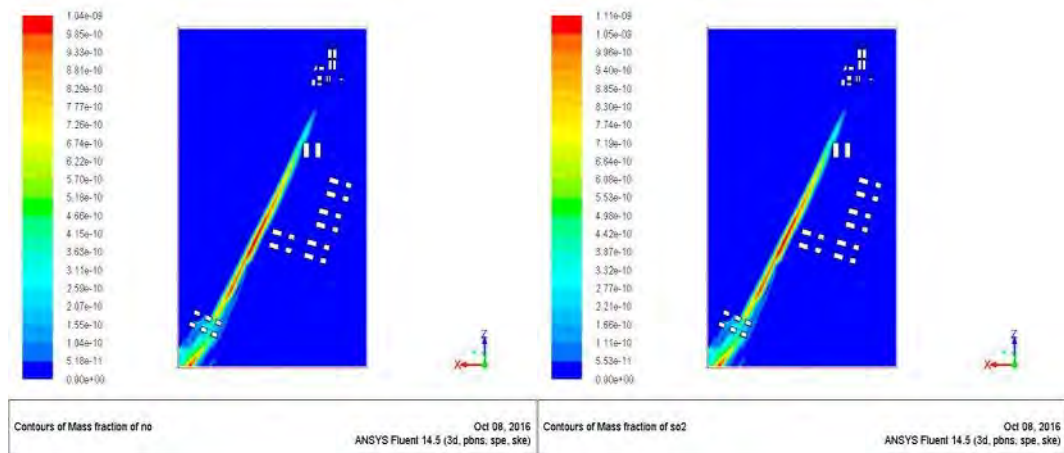 1.04e-09
9.85e-10
9.33e-10
8.81e-10
8.29e-10
7.77e-10
7.26e-10
6.74e-10
6.22e-10
5.70e-10
5.18e-10
4.66e-10
4.15e-10
3.63e-10
3.11e-10
2.59e-10
2.07e-10
1.55e-10
1.04e-10
5.18e-11
0.00e+00
Z
X
Contours of Mass fraction of no
Oct 08, 2016
ANSYS Fluent 14.5 (3d, pbns, spe, ske)
1.11e-09
1.05e-09
9.96e-10
9.40e-10
8.85e-10
8.30e-10
7.74e-10
7.19e-10
6.64e-10
6.08e-10
5.53e-10
4.98e-10
4.42e-10
3.87e-10
3.32e-10
2.77e-10
2.21e-10
1.66e-10
1.11e-10
5.53e-11
0.00e+00
Z
X
Contours of Mass fraction of so2
Oct 08, 2016
ANSYS Fluent 14.5 (3d, pbns, spe, ske)